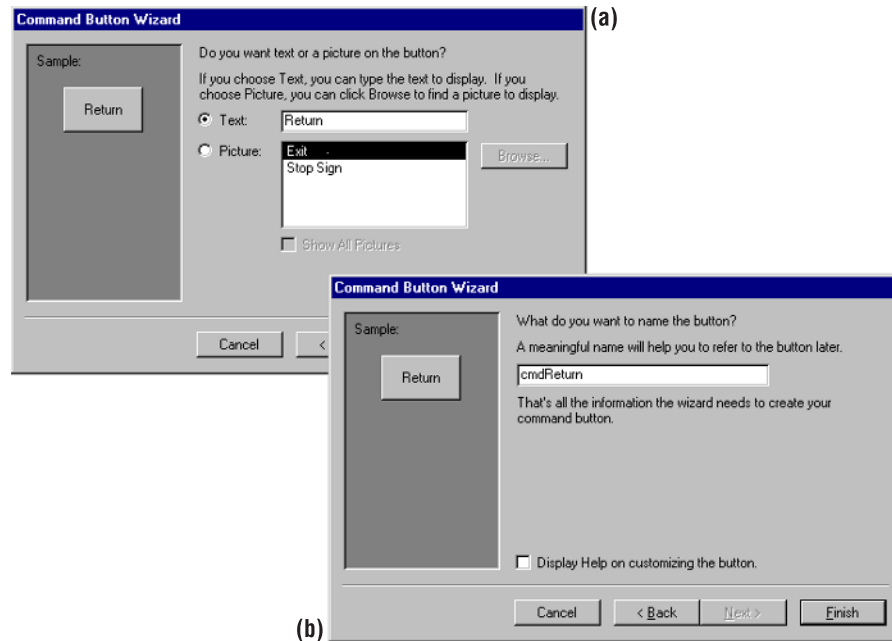 Command Button Wizard
(a)
Sample:
Return
Do you want text or a picture on the button?
If you choose Text, you can type the text to display. If you
choose Picture, you can click Browse to find a picture to display.
Text:
Return
Picture:
Exit
Stop Sign
Browse...
Show All Pictures
Cancel
<
Command Button Wizard
Sample:
Return
What do you want to name the button?
A meaningful name will help you to refer to the button later.
cmdReturn
That's all the information the wizard needs to create your
command button.
Display Help on customizing the button.
Cancel
< Back
Next >
Finish
(b)